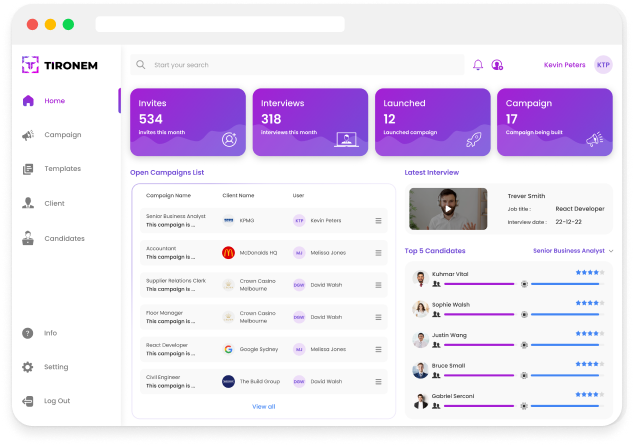 TIRONEM
Start your search
Kevin Peters
KTP
Home
Campaign
Templates
Client
Candidates
Info
Setting
Log Out
Invites
534
Invites this month
Interviews
318
Interviews this month
Launched
12
Launched campaign
Campaign
17
Campaign being built
Open Campaigns List
Campaign Name Client Name User
Senior Business Analyst
This campaign is ...
KPMG
KPMG
KTP
Kevin Peters
Accountant
This campaign is ...
McDonalds HQ
MJ
Melissa Jones
Supplier Relations Clerk
This campaign is ...
Crown Casino
Melbourne
DGW
David Walsh
Floor Manager
This campaign is ...
Crown Casino
Melbourne
DGW
David Walsh
React Developer
This campaign is ...
Google Sydney
MJ
Melissa Jones
Civil Engineer
This campaign is ...
The Build Group
DGW
David Walsh
View all
Latest Interview
Trever Smith
Job title : React Developer
Interview date : 22-12-22
Top 5 Candidates
Senior Business Analyst
Kuhmar Vital
Sophie Walsh
Justin Wang
Bruce Small
Gabriel Serconi